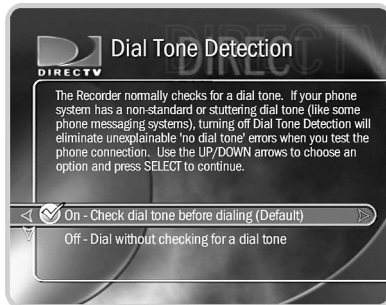 DIRECTV
Dial Tone Detection
The Recorder normally checks for a dial tone. If your phone
system has a non-standard or stuttering dial tone (like some
phone messaging systems), turning off Dial Tone Detection will
eliminate unexplainable 'no dial tone' errors when you test the
phone connection. Use the UP/DOWN arrows to choose an
option and press SELECT to continue.
On - Check dial tone before dialing (Default)
Off - Dial without checking for a dial tone